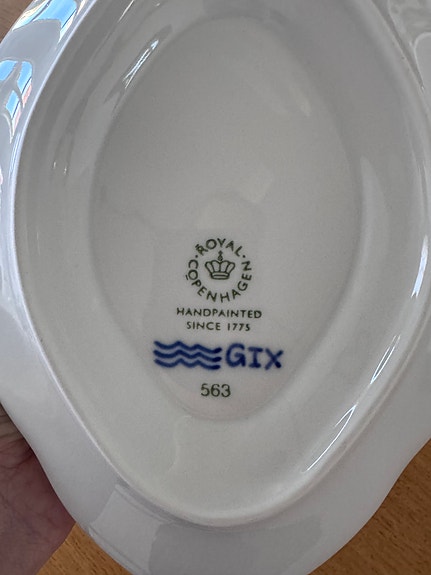 ROYAL COPENHAGEN
HANDPAINTED
SINCE 1775
GIX
563